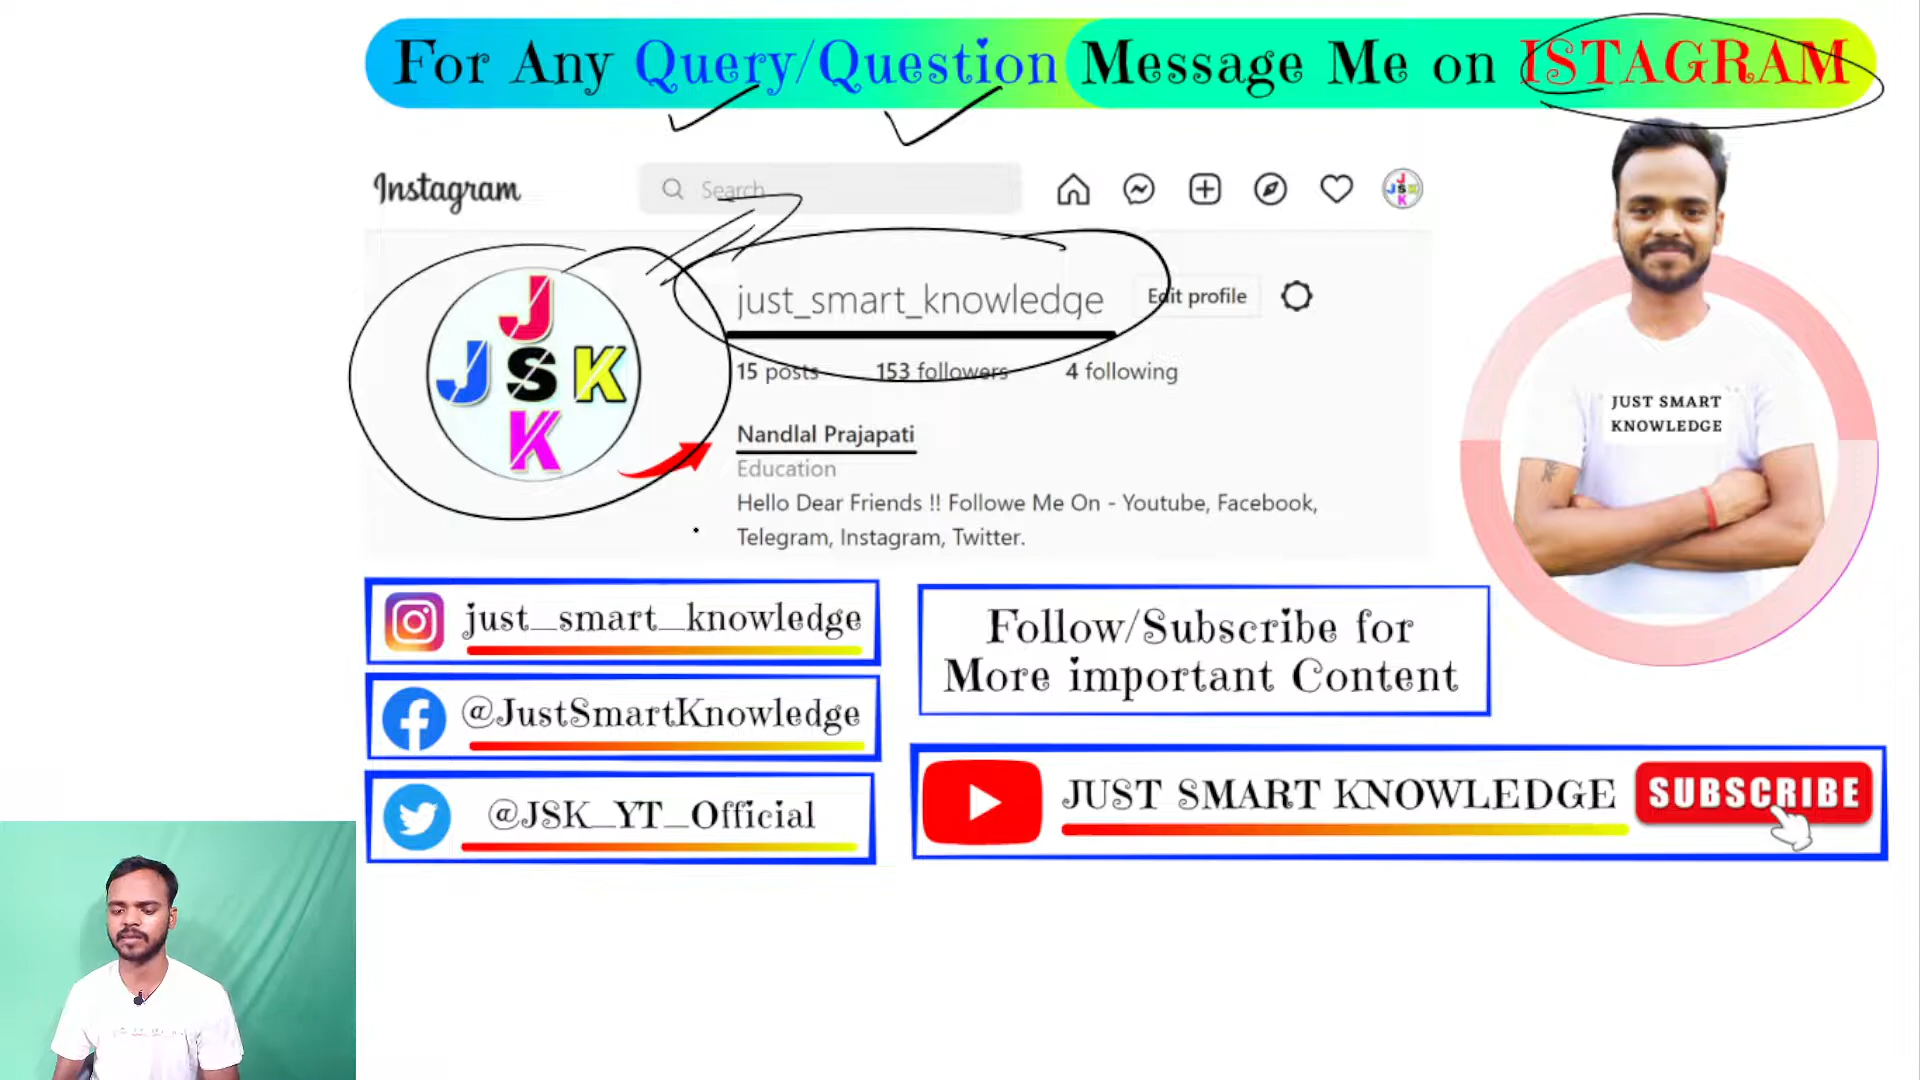 For Any Query/Question Message Me on ISTAGRAM
Instagram
Search
J
JSK
K
just_smart_knowledge
Edit profile
15 posts 153 followers 4 following
J
JSK
K
Nandlal Prajapati
Education
Hello Dear Friends !! Followe Me On - Youtube, Facebook,
Telegram, Instagram, Twitter.
JUST SMART
KNOWLEDGE
just_smart_knowledge
@JustSmartKnowledge
@JSK_YT_Official
Follow/Subscribe for
More important Content
JUST SMART KNOWLEDGE
SUBSCRIBE